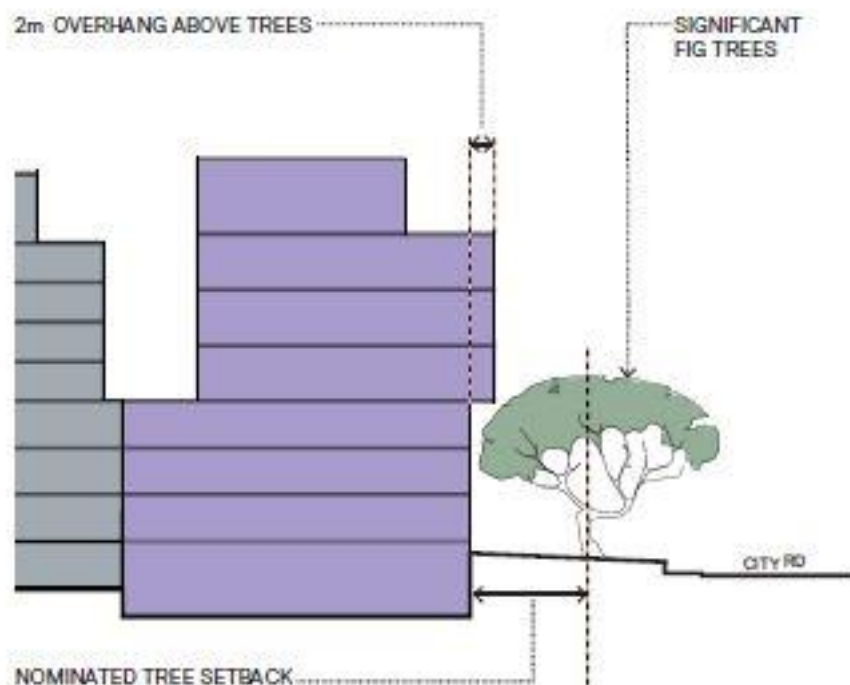 2m OVERHANG ABOVE TREES
SIGNIFICANT
FIG TREES
CITY RD
NOMINATED TREE SETBACK